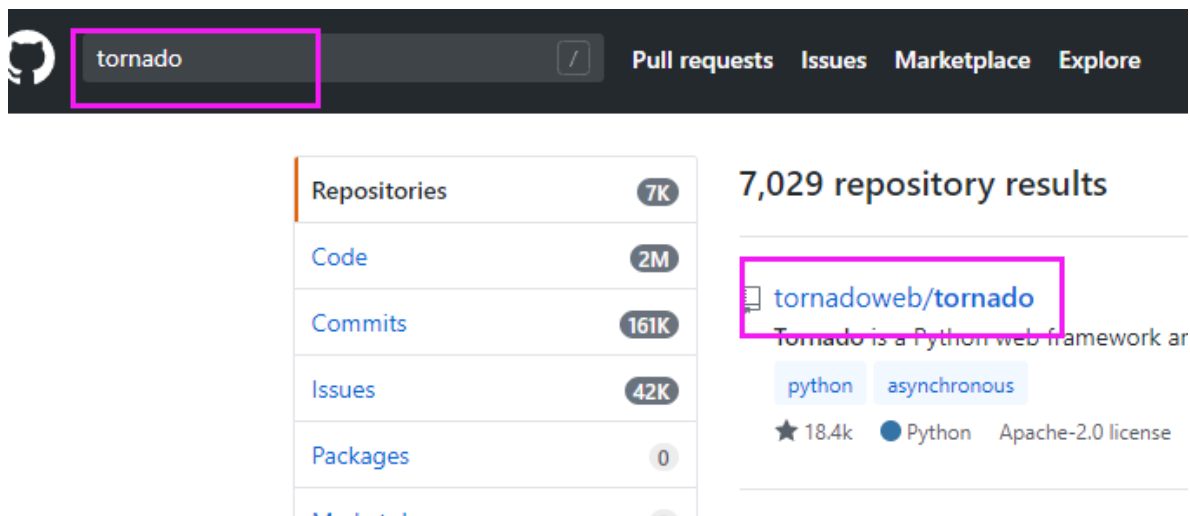 tornado / Pull requests Issues Marketplace Explore
Repositories 7K
7,029 repository results
Code 2M
tornadoweb/tornado
Commits 161K
Tornado is a Python web framework
python asynchronous
Issues 42K
18.4k Python Apache-2.0 license
Packages 0